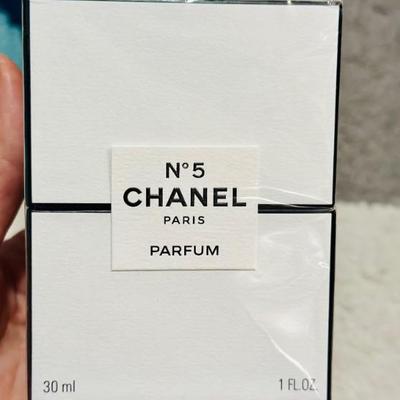 N°5
CHANEL
PARIS
PARFUM
30 ml 1 FL.OZ.